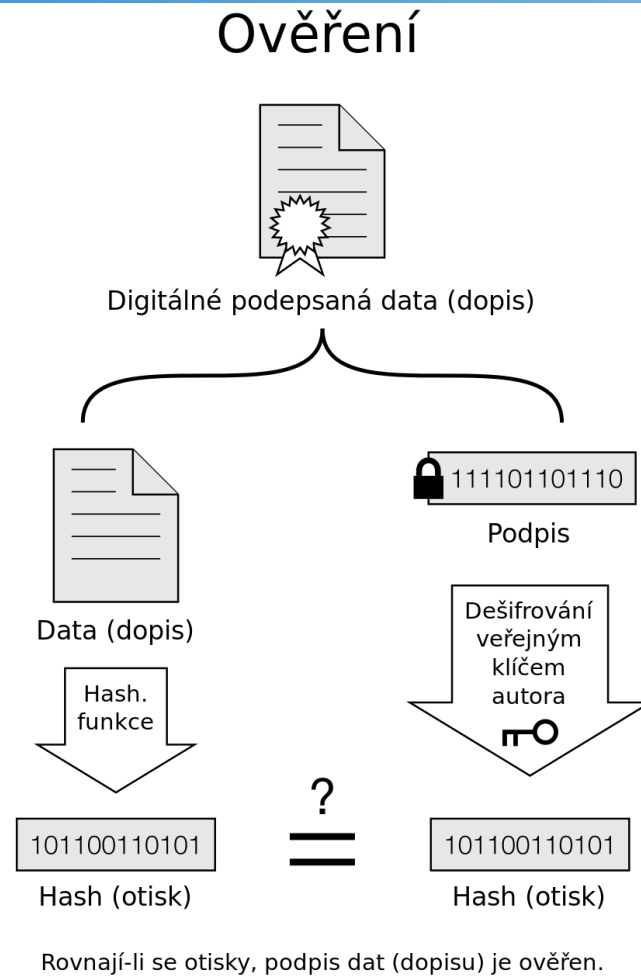 Ověření
Digitálné podepsaná data (dopis)
111101101110
Podpis
Data (dopis)
Dešifrování
veřejným
klíčem
autora
Hash.
funkce
?
101100110101
Hash (otisk)
101100110101
Hash (otisk)
Rovnají-li se otisky, podpis dat (dopisu) je ověřen.